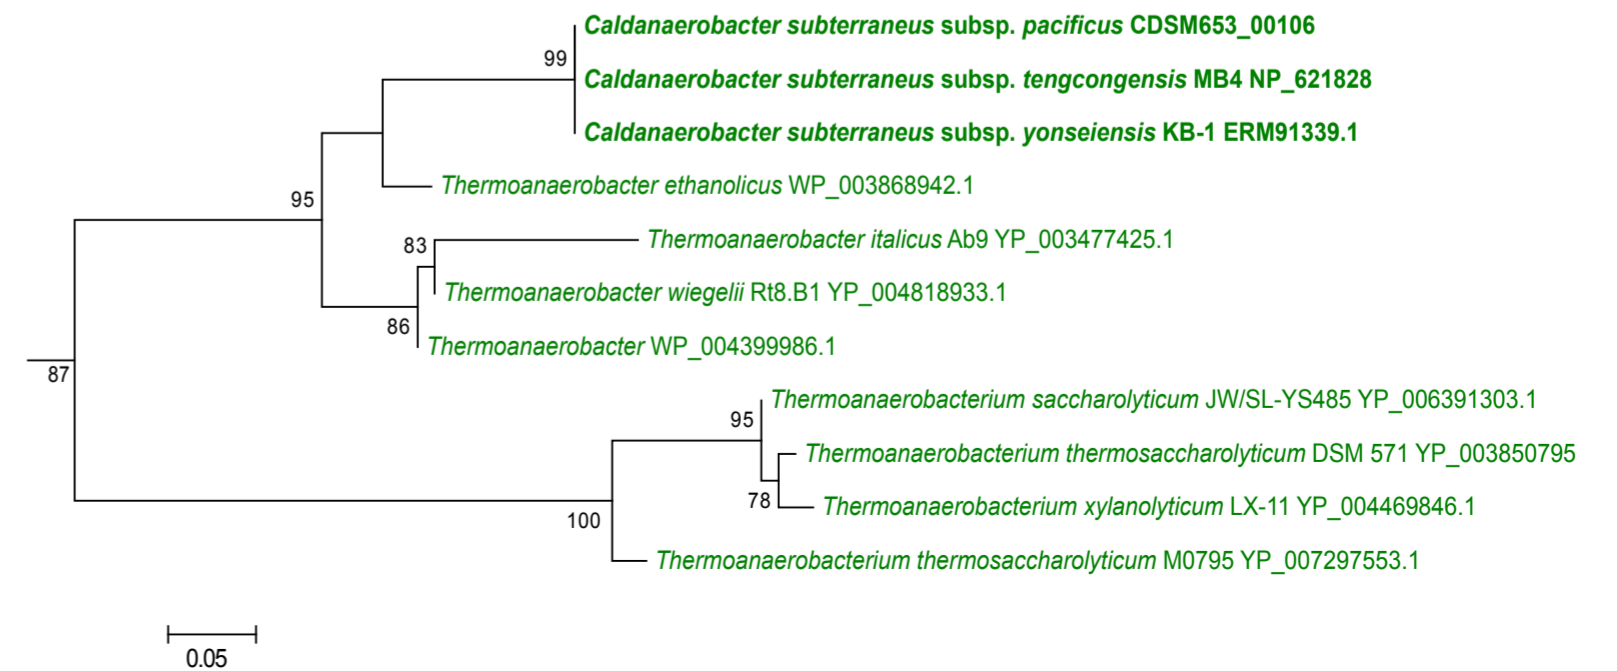 Caldanaerobacter subterraneus subsp. pacificus CDSM653_00106
99
Caldanaerobacter subterraneus subsp. tengcongensis MB4 NP_621828
Caldanaerobacter subterraneus subsp. yonseiensis KB-1 ERM91339.1
Thermoanaerobacter ethanolicus WP_003868942.1
95
Thermoanaerobacter italicus Ab9 YP_003477425.1
83
Thermoanaerobacter wiegelii Rt8.B1 YP_004818933.1
86
Thermoanaerobacter WP_004399986.1
87
Thermoanaerobacterium saccharolyticum JW/SL-YS485 YP_006391303.1
95
Thermoanaerobacterium thermosaccharolyticum DSM 571 YP_003850795
78
Thermoanaerobacterium xylanolyticum LX-11 YP_004469846.1
100
Thermoanaerobacterium thermosaccharolyticum M0795 YP_007297553.1
0.05